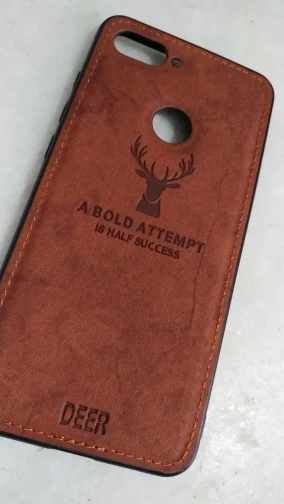 A BOLD ATTEMPT
IS HALF SUCCESS
DEER